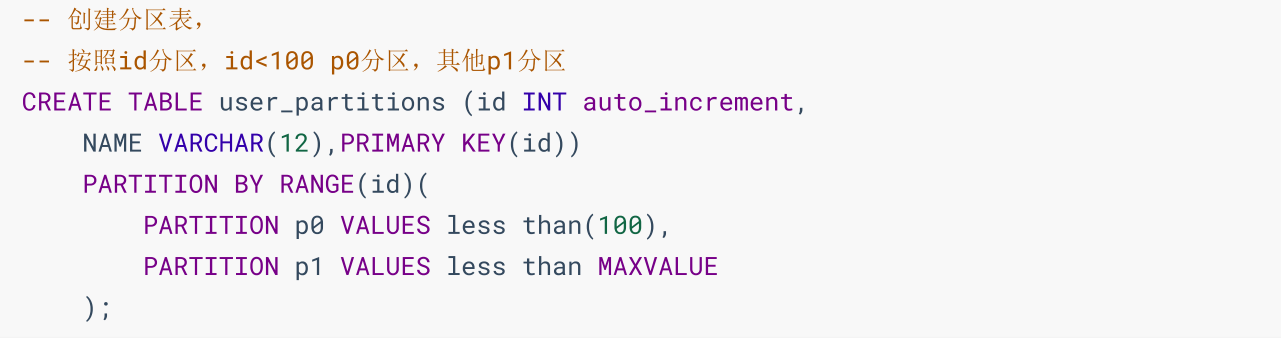 -- 创建分区表，
-- 按照id分区，id<100 p0分区，其他p1分区
CREATE TABLE user_partitions (id INT auto_increment,
    NAME VARCHAR(12),PRIMARY KEY(id))
    PARTITION BY RANGE(id)(
        PARTITION p0 VALUES less than(100),
        PARTITION p1 VALUES less than MAXVALUE
    );